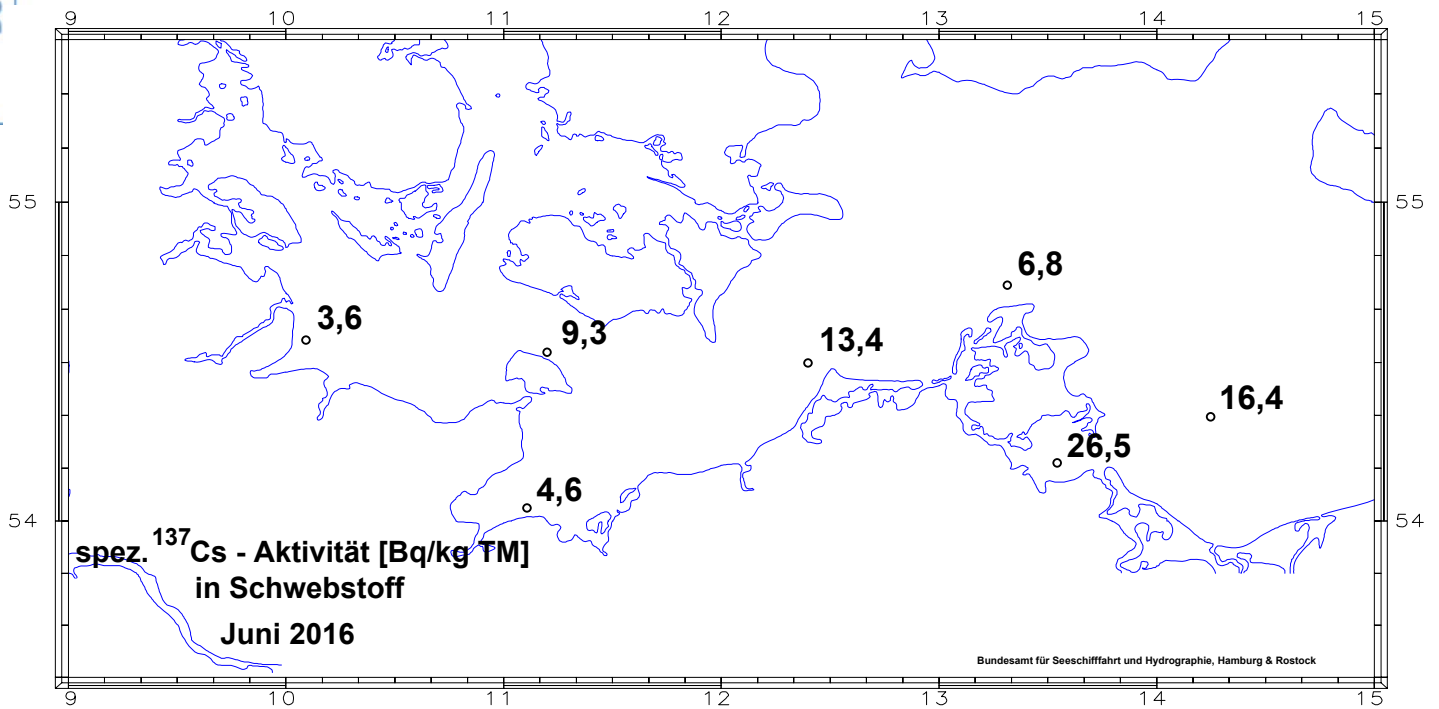 9 10 11 12 13 14 15
55 55
6,8
3,6 9,3 13,4
16,4
26,5
4,6
54 54
spez. ¹³⁷Cs - Aktivität [Bq/kg TM]
in Schwebstoff
Juni 2016
Bundesamt für Seeschifffahrt und Hydrographie, Hamburg & Rostock
9 10 11 12 13 14 15